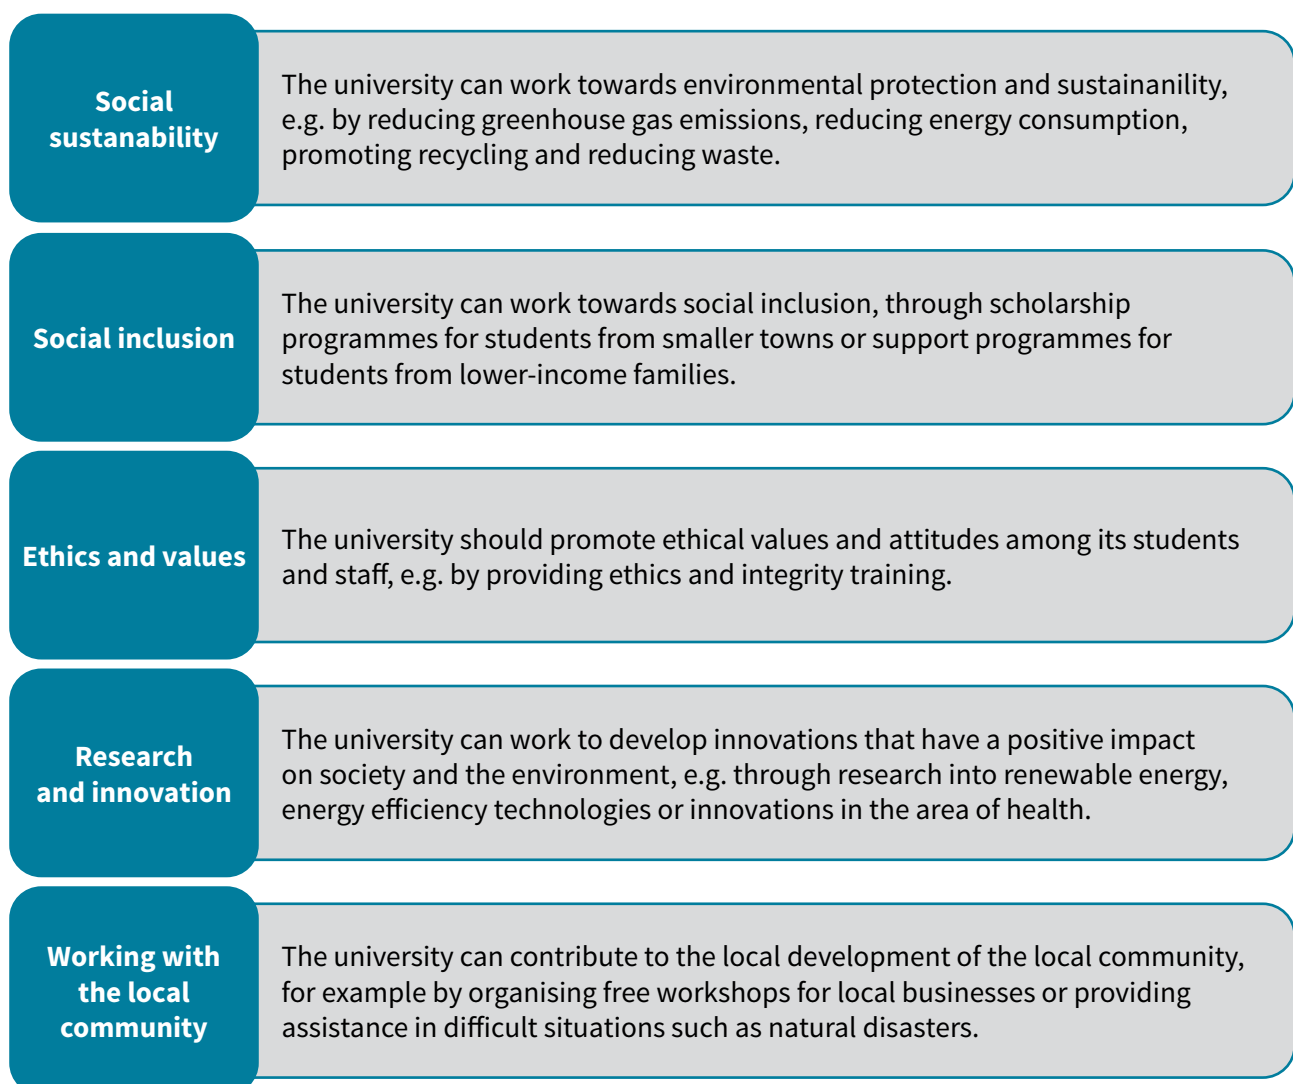 Social
sustanability
The university can work towards environmental protection and sustainanility,
e.g. by reducing greenhouse gas emissions, reducing energy consumption,
promoting recycling and reducing waste.
Social inclusion
The university can work towards social inclusion, through scholarship
programmes for students from smaller towns or support programmes for
students from lower-income families.
Ethics and values
The university should promote ethical values and attitudes among its students
and staff, e.g. by providing ethics and integrity training.
Research
and innovation
The university can work to develop innovations that have a positive impact
on society and the environment, e.g. through research into renewable energy,
energy efficiency technologies or innovations in the area of health.
Working with
the local
community
The university can contribute to the local development of the local community,
for example by organising free workshops for local businesses or providing
assistance in difficult situations such as natural disasters.